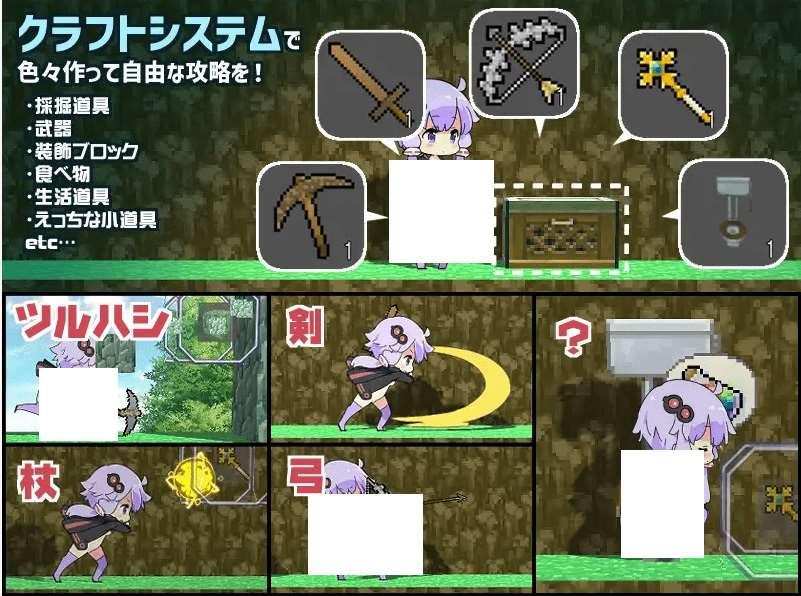 クラフトシステムで
色々作って自由な攻略を！
・採掘道具
・武器
・装飾ブロック
・食べ物
・生活道具
・えっちな小道具
etc…
1
1
1
1
1
ツルハシ
剣
？
杖
弓